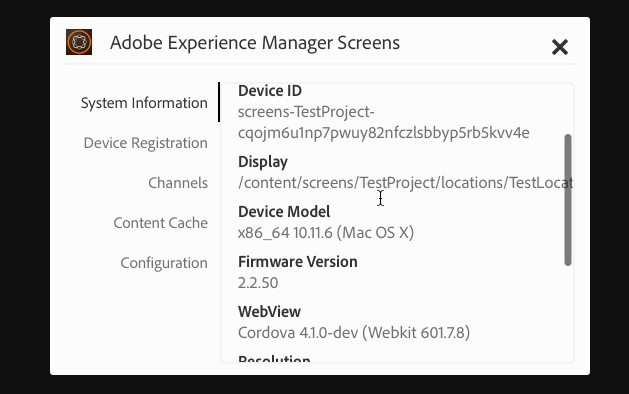 Adobe Experience Manager Screens
System Information
Device Registration
Channels
Content Cache
Configuration
Device ID
screens-TestProject-
cqojm6u1np7pwuy82nfczlsbbyp5rb5kvv4e
Display
/content/screens/TestProject/locations/TestLocat
Device Model
x86_64 10.11.6 (Mac OS X)
Firmware Version
2.2.50
WebView
Cordova 4.1.0-dev (Webkit 601.7.8)
Resolution